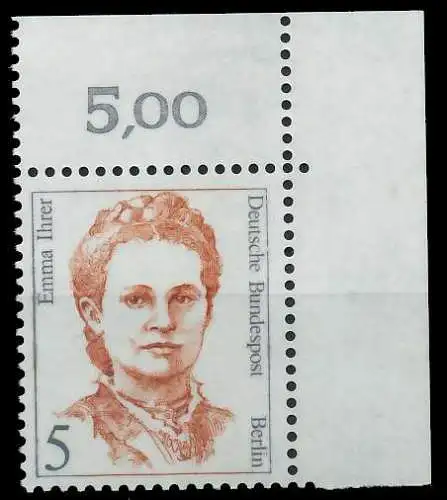 5,00
Emma Ihrer
Deutsche Bundespost Berlin
5